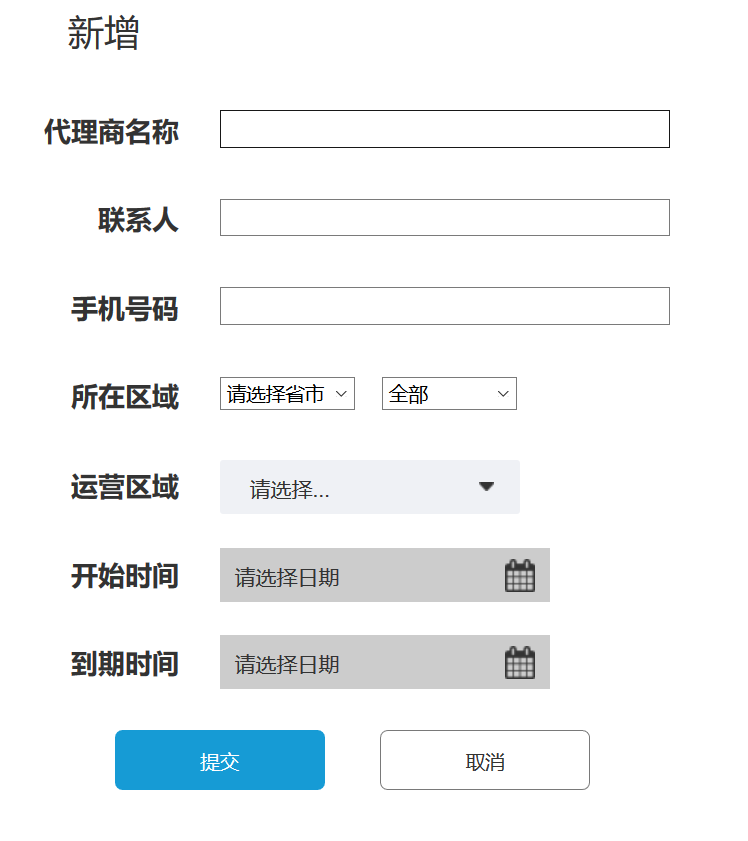 新增
代理商名称
联系人
手机号码
所在区域 请选择省市 全部
运营区域 请选择...
开始时间 请选择日期
到期时间 请选择日期
提交 取消